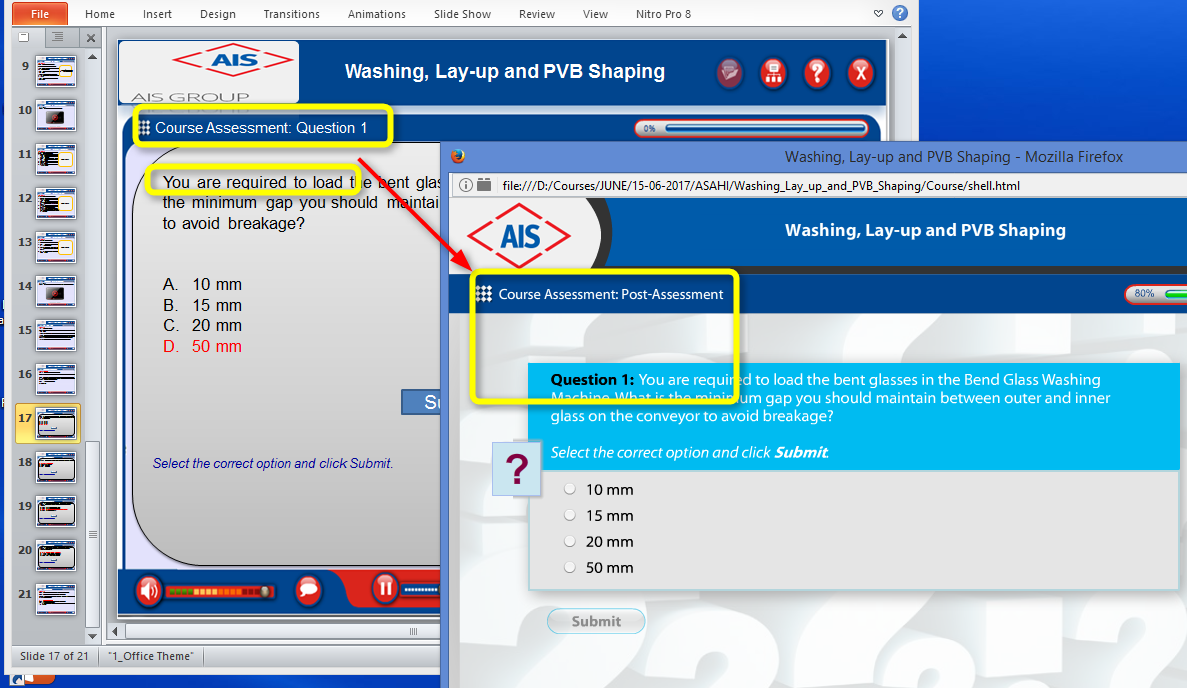 File Home Insert Design Transitions Animations Slide Show Review View Nitro Pro 8
9
10
11
12
13
14
15
16
17
18
19
20
21
AIS
AIS GROUP
Washing, Lay-up and PVB Shaping
? X
Course Assessment: Question 1
0%
You are required to load the bent glas
the minimum gap you should maintai
to avoid breakage?
A. 10 mm
B. 15 mm
C. 20 mm
D. 50 mm
Su
Select the correct option and click Submit.
Slide 17 of 21 "1_Office Theme"
Washing, Lay-up and PVB Shaping - Mozilla Firefox
file:///D:/Courses/JUNE/15-06-2017/ASAHI/Washing_Lay_up_and_PVB_Shaping/Course/shell.html
AIS
Washing, Lay-up and PVB Shaping
Course Assessment: Post-Assessment
80%
Question 1: You are required to load the bent glasses in the Bend Glass Washing
Machine. What is the minimum gap you should maintain between outer and inner
glass on the conveyor to avoid breakage?
Select the correct option and click Submit.
?
10 mm
15 mm
20 mm
50 mm
Submit